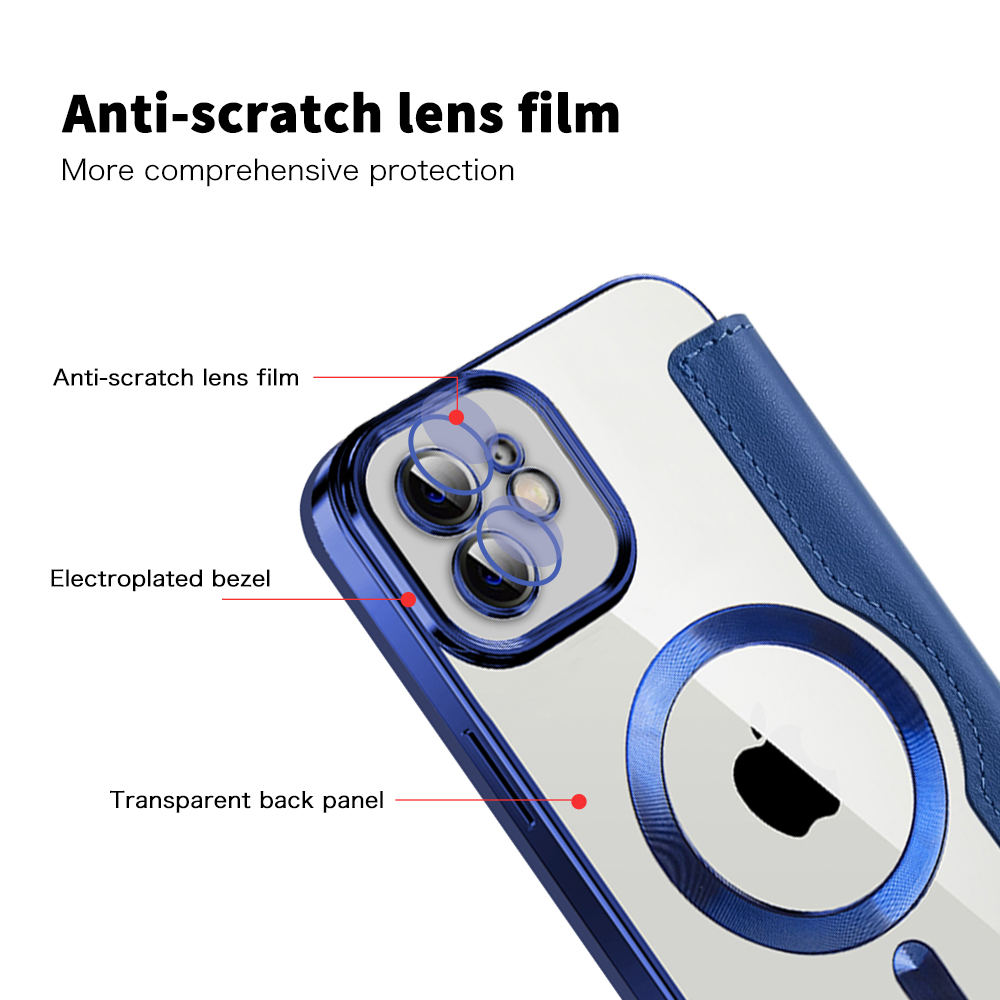 Anti-scratch lens film
More comprehensive protection
Anti-scratch lens film
Electroplated bezel
Transparent back panel